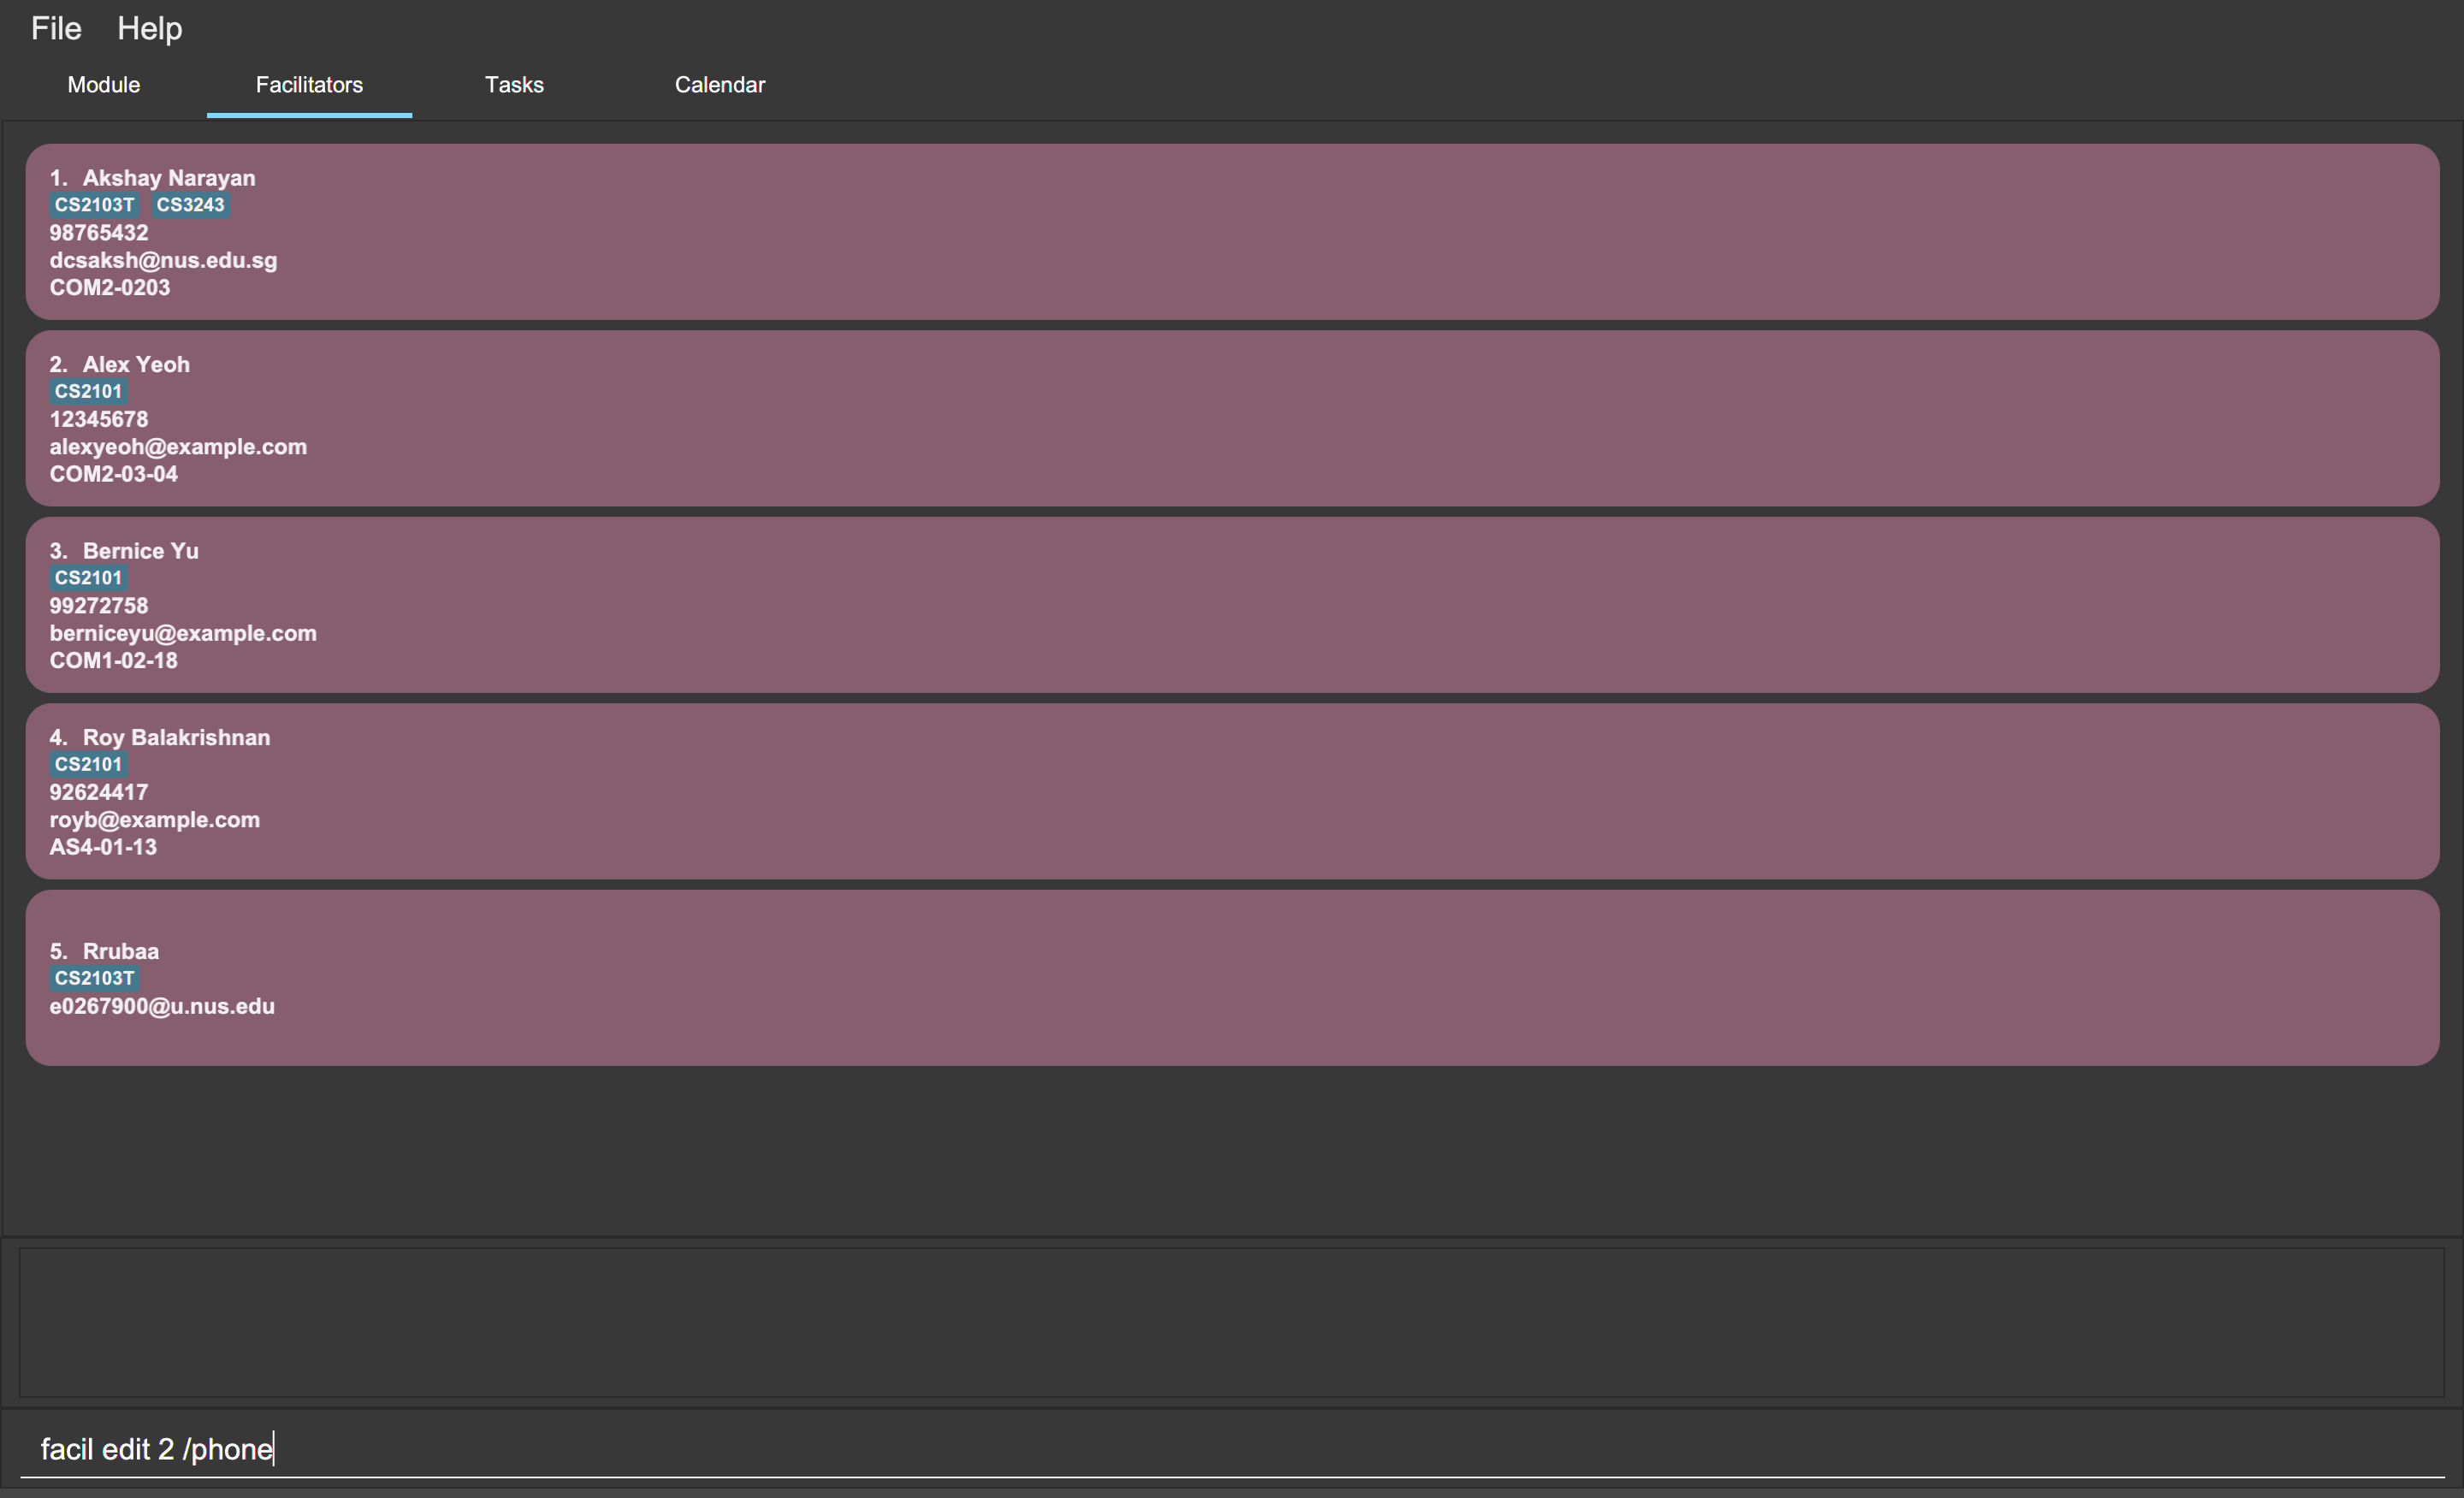 File Help
Module Facilitators Tasks Calendar
1. Akshay Narayan
CS2103T CS3243
98765432
dcsaksh@nus.edu.sg
COM2-0203
2. Alex Yeoh
CS2101
12345678
alexyeoh@example.com
COM2-03-04
3. Bernice Yu
CS2101
99272758
berniceyu@example.com
COM1-02-18
4. Roy Balakrishnan
CS2101
92624417
royb@example.com
AS4-01-13
5. Rrubaa
CS2103T
e0267900@u.nus.edu
facil edit 2 /phone